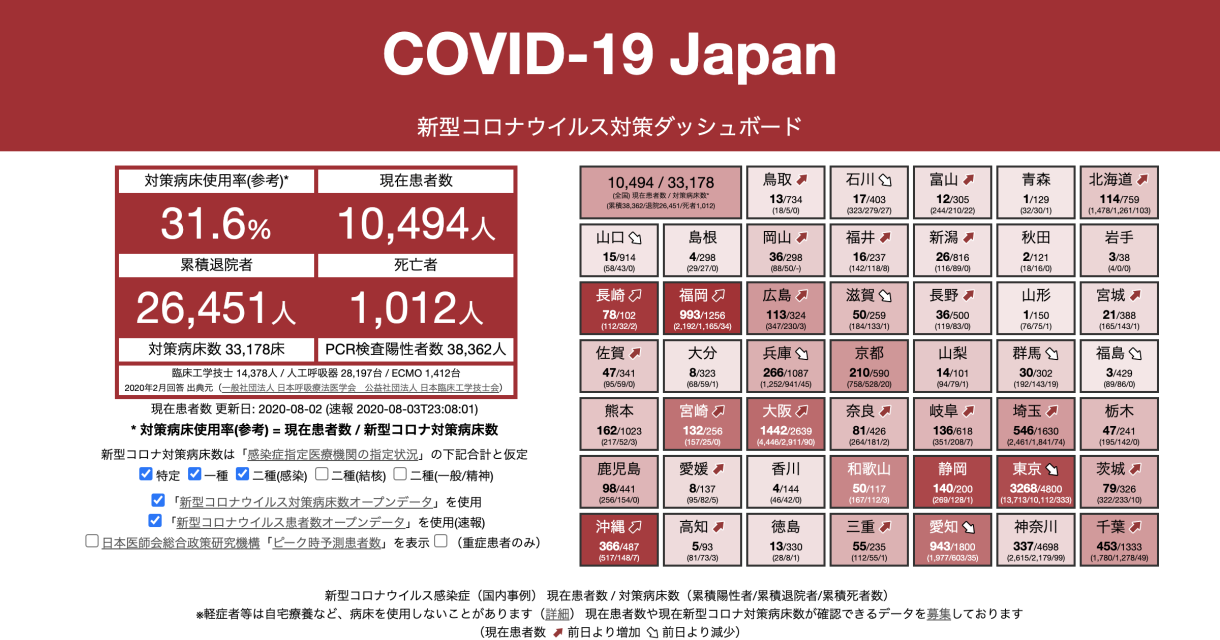 COVID-19 Japan
新型コロナウイルス対策ダッシュボード
対策病床使用率(参考)* 現在患者数
31.6% 10,494人
累積退院者 死亡者
26,451人 1,012人
対策病床数 33,178床 PCR検査陽性者数 38,362人
臨床工学技士 14,378人 / 人工呼吸器 28,197台 / ECMO 1,412台
2020年2月回答 出典元（一般社団法人 日本呼吸療法医学会　公益社団法人 日本臨床工学技士会）
現在患者数 更新日: 2020-08-02 (速報 2020-08-03T23:08:01)
* 対策病床使用率(参考) = 現在患者数 / 新型コロナ対策病床数
新型コロナ対策病床数は「感染症指定医療機関の指定状況」の下記合計と仮定
特定 一種 二種(感染) 二種(結核) 二種(一般/精神)
「新型コロナウイルス対策病床数オープンデータ」を使用
「新型コロナウイルス患者数オープンデータ」を使用(速報)
日本医師会総合政策研究機構「ピーク時予測患者数」を表示 （重症患者のみ）
10,494 / 33,178
(全国) 現在患者数 / 対策病床数*
(累積38,362/退院26,451/死者1,012)
鳥取 石川 富山 青森 北海道
13/734 17/403 12/305 1/129 114/759
(18/5/0) (323/279/27) (244/210/22) (32/30/1) (1,478/1,261/103)
山口 島根 岡山 福井 新潟 秋田 岩手
15/914 4/298 36/298 16/237 26/816 2/121 3/38
(58/43/0) (29/27/0) (88/50/-) (142/118/8) (116/89/0) (18/16/0) (4/0/0)
長崎 福岡 広島 滋賀 長野 山形 宮城
78/102 993/1256 113/324 50/259 36/500 1/150 21/388
(112/32/2) (2,192/1,165/34) (347/230/3) (184/133/1) (119/83/0) (76/75/1) (165/143/1)
佐賀 大分 兵庫 京都 山梨 群馬 福島
47/341 8/323 266/1087 210/590 14/101 30/302 3/429
(95/59/0) (68/59/1) (1,252/941/45) (758/528/20) (94/79/1) (192/143/19) (89/86/0)
熊本 宮崎 大阪 奈良 岐阜 埼玉 栃木
162/1023 132/256 1442/2639 81/426 136/618 546/1630 47/241
(217/52/3) (157/25/0) (4,446/2,911/90) (264/181/2) (351/208/7) (2,461/1,841/74) (195/142/0)
鹿児島 愛媛 香川 和歌山 静岡 東京 茨城
98/441 8/137 4/144 50/117 140/200 3268/4800 79/326
(256/154/0) (95/82/5) (46/42/0) (167/112/3) (269/128/1) (13,713/10,112/333) (322/233/10)
沖縄 高知 徳島 三重 愛知 神奈川 千葉
366/487 5/93 13/330 55/235 943/1800 337/4698 453/1333
(517/148/7) (81/73/3) (28/8/1) (112/55/1) (1,977/603/35) (2,615/2,179/99) (1,780/1,278/49)
新型コロナウイルス感染症（国内事例） 現在患者数 / 対策病床数（累積陽性者/累積退院者/累積死者数）
※軽症者等は自宅療養など、病床を使用しないことがあります（詳細） 現在患者数や現在新型コロナ対策病床数が確認できるデータを募集しております
（現在患者数 前日より増加 前日より減少）